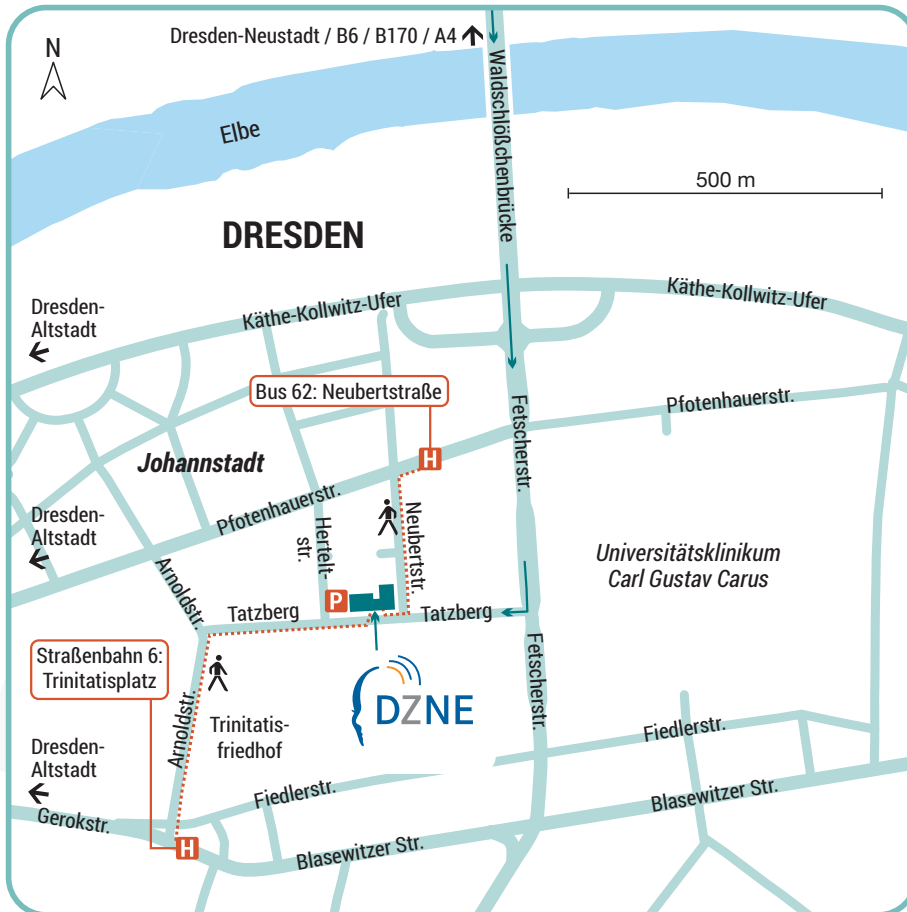 Dresden-Neustadt / B6 / B170 / A4
N
Waldschlößchenbrücke
Elbe
500 m
DRESDEN
Käthe-Kollwitz-Ufer
Käthe-Kollwitz-Ufer
Dresden-
Altstadt
Bus 62: Neubertstraße
Pfotenhauerstr.
Fetscherstr.
H
Johannstadt
Pfotenhauerstr.
Dresden-
Altstadt
Neubertstr.
Hertelt-
str.
Universitätsklinikum
Carl Gustav Carus
Arnoldstr.
P
Tatzberg
Tatzberg
Straßenbahn 6:
Trinitatisplatz
Fetscherstr.
DZNE
Arnoldstr.
Trinitatis-
friedhof
Fiedlerstr.
Dresden-
Altstadt
Fiedlerstr.
Blasewitzer Str.
Gerokstr.
H
Blasewitzer Str.